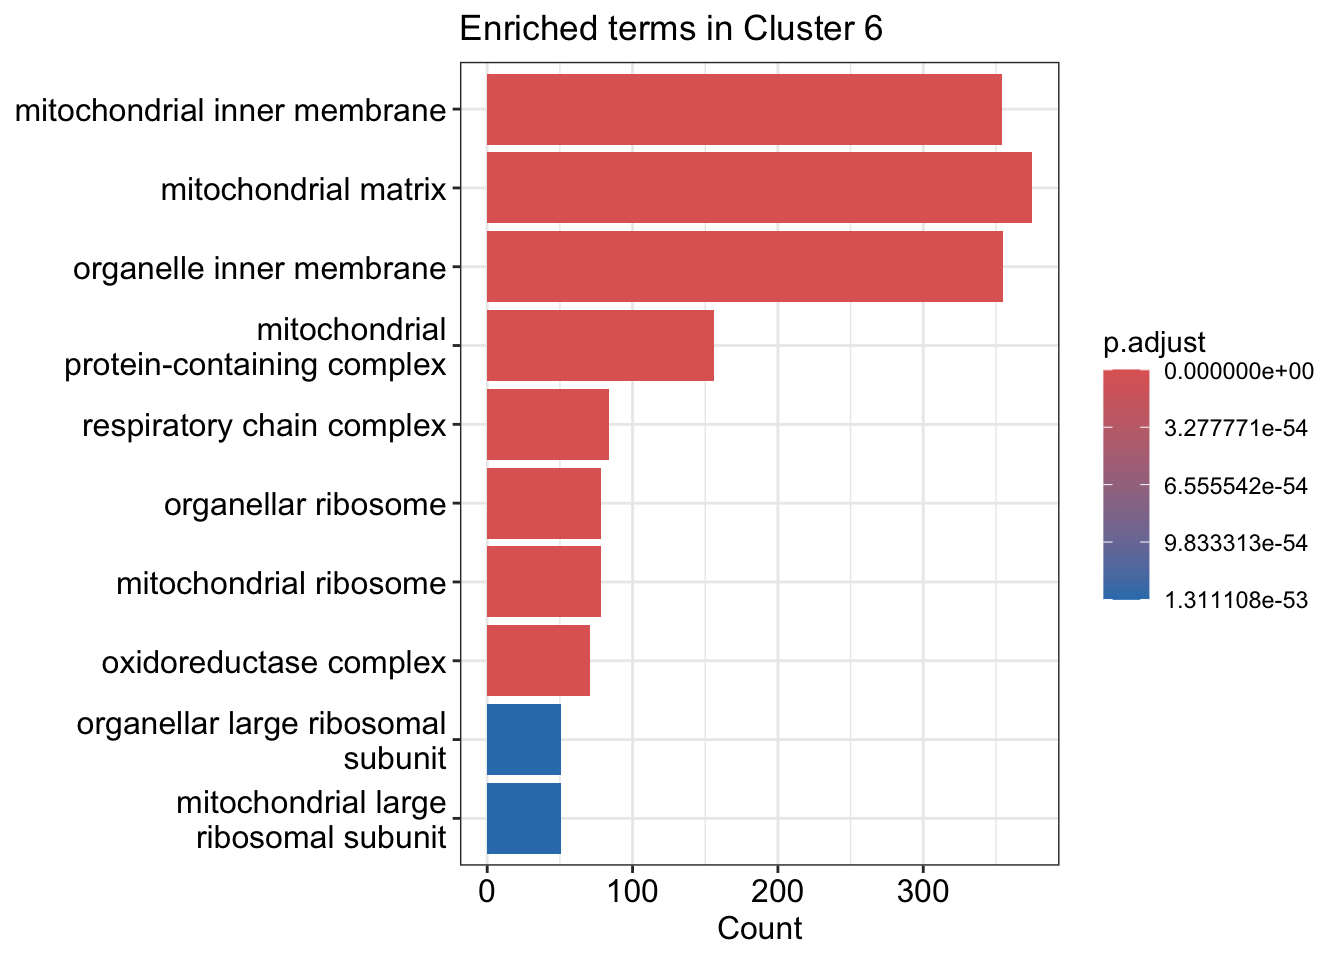 Enriched terms in Cluster 6
mitochondrial inner membrane
mitochondrial matrix
organelle inner membrane
mitochondrial
protein-containing complex
respiratory chain complex
organellar ribosome
mitochondrial ribosome
oxidoreductase complex
organellar large ribosomal
subunit
mitochondrial large
ribosomal subunit
0 100 200 300
Count
p.adjust
0.000000e+00
3.277771e-54
6.555542e-54
9.833313e-54
1.311108e-53